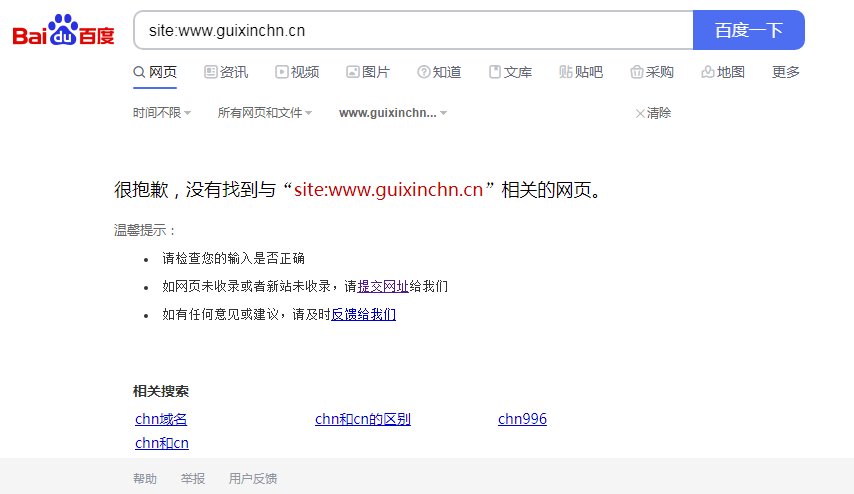 Bai du 百度 site:www.guixinchn.cn 百度一下
网页 资讯 视频 图片 知道 文库 贴吧 采购 地图 更多
时间不限 所有网页和文件 www.guixinchn... 清除
很抱歉，没有找到与“site:www.guixinchn.cn”相关的网页。
温馨提示：
请检查您的输入是否正确
如网页未收录或者新站未收录，请提交网址给我们
如有任何意见或建议，请及时反馈给我们
相关搜索
chn域名 chn和cn的区别 chn996
chn和cn
帮助 举报 用户反馈